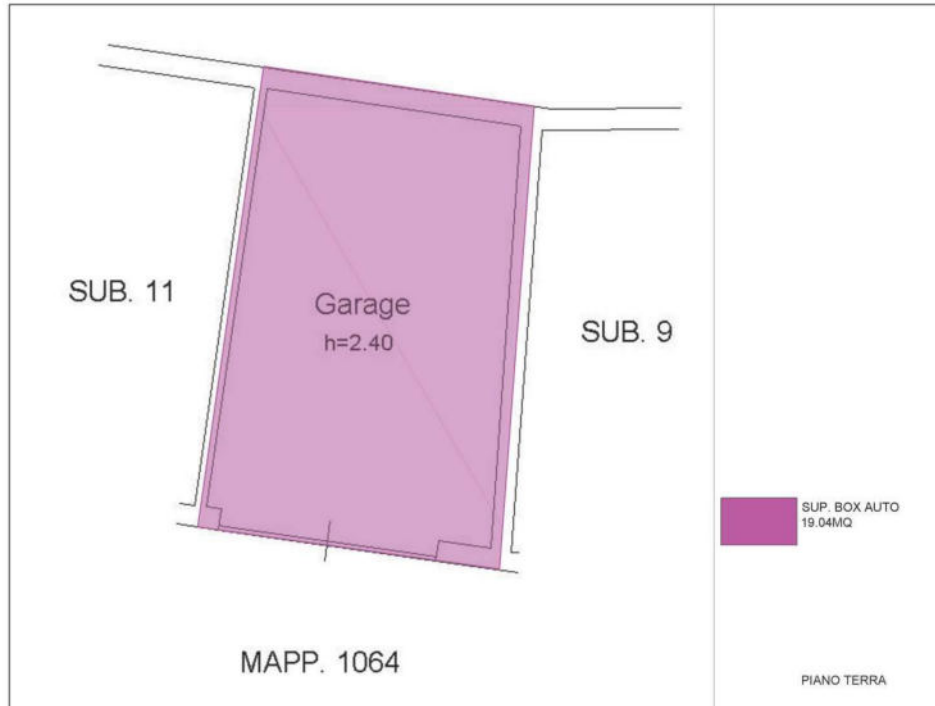 SUB. 11
Garage
h=2.40
SUB. 9
MAPP. 1064
SUP. BOX AUTO
19.04MQ
PIANO TERRA